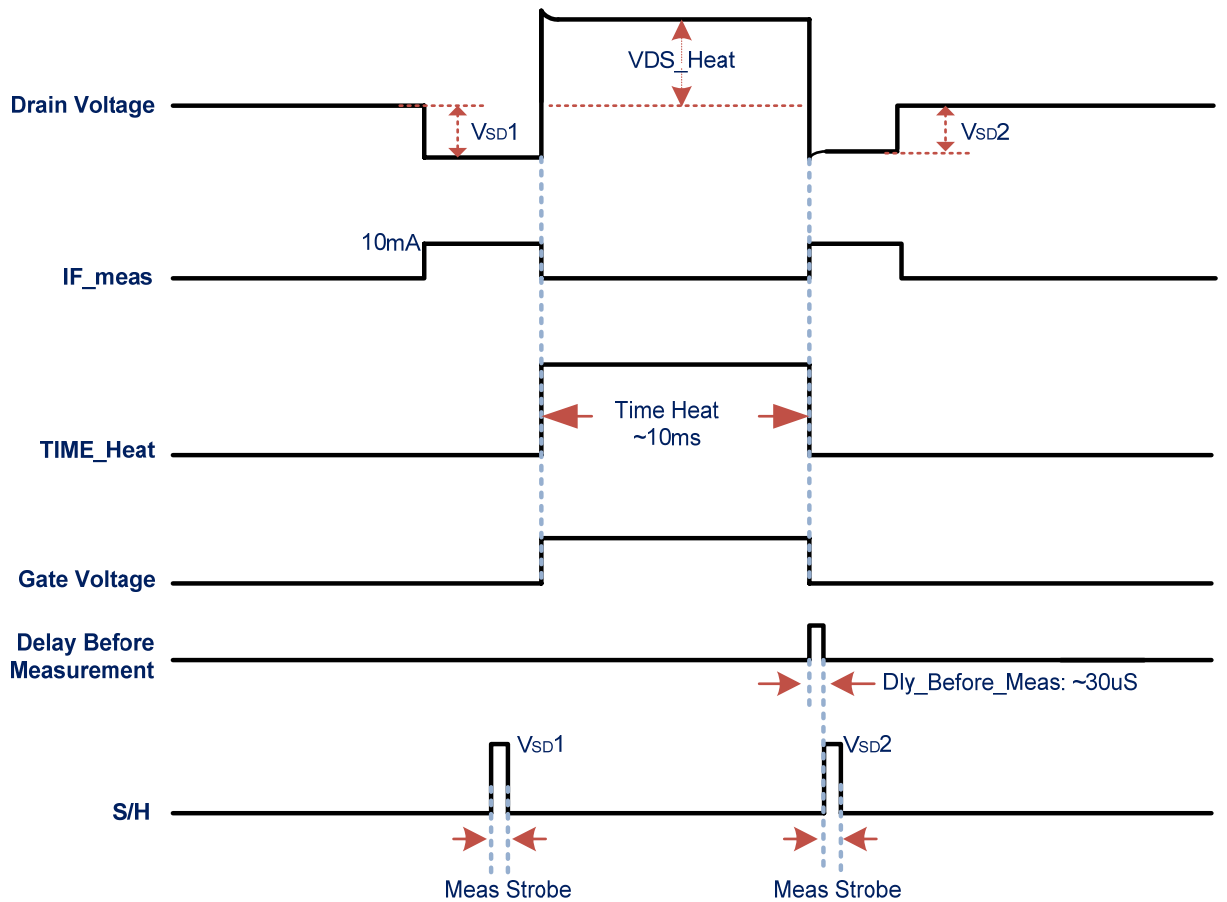 VDS_Heat
Drain Voltage
VSD1
VSD2
10mA
IF_meas
Time Heat
~10ms
TIME_Heat
Gate Voltage
Delay Before
Measurement
Dly_Before_Meas: ~30uS
VSD1
VSD2
S/H
Meas Strobe
Meas Strobe